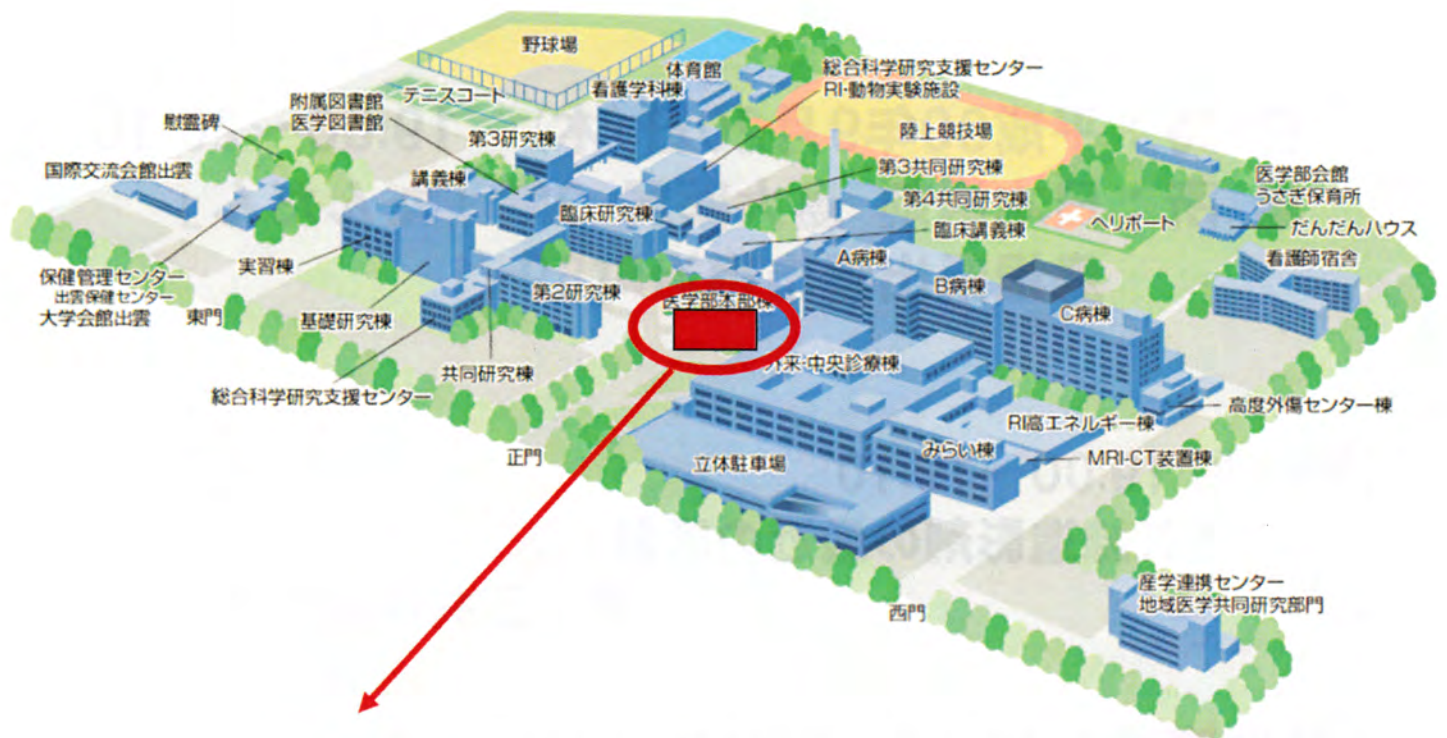 野球場
体育館
総合科学研究支援センター
RI・動物実験施設
看護学科棟
テニスコート
附属図書館
医学図書館
慰霊碑
第3研究棟
陸上競技場
国際交流会館出雲
講義棟
第3共同研究棟
医学部会館
うさぎ保育所
第4共同研究棟
臨床研究棟
ヘリポート
だんだんハウス
臨床講義棟
実習棟
A病棟
看護師宿舎
保健管理センター
出雲保健センター
大学会館出雲
B病棟
第2研究棟
医学部本部棟
C病棟
東門
基礎研究棟
共同研究棟
外来・中央診療棟
総合科学研究支援センター
高度外傷センター棟
RI高エネルギー棟
みらい棟
正門
立体駐車場
MRI・CT装置棟
産学連携センター
地域医学共同研究部門
西門